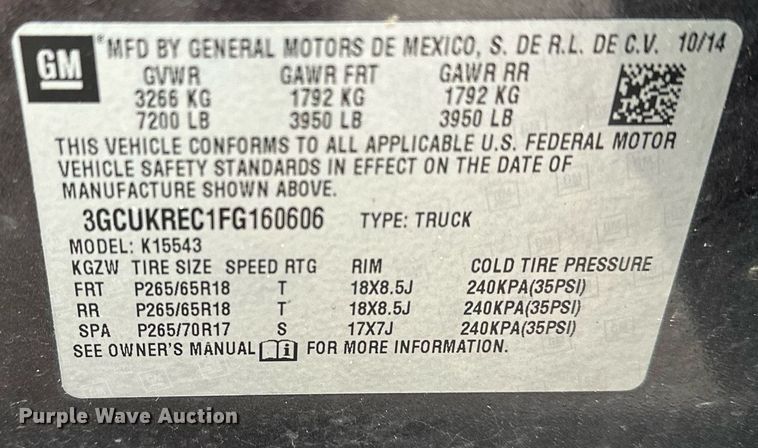 GM MFD BY GENERAL MOTORS DE MEXICO, S. DE R.L. DE C.V. 10/14
GVWR GAWR FRT GAWR RR
3266 KG 1792 KG 1792 KG
7200 LB 3950 LB 3950 LB
THIS VEHICLE CONFORMS TO ALL APPLICABLE U.S. FEDERAL MOTOR
VEHICLE SAFETY STANDARDS IN EFFECT ON THE DATE OF
MANUFACTURE SHOWN ABOVE.
3GCUKREC1FG160606 TYPE: TRUCK
MODEL: K15543
KGZW TIRE SIZE SPEED RTG RIM COLD TIRE PRESSURE
FRT P265/65R18 T 18X8.5J 240KPA(35PSI)
RR P265/65R18 T 18X8.5J 240KPA(35PSI)
SPA P265/70R17 S 17X7J 240KPA(35PSI)
SEE OWNER'S MANUAL i FOR MORE INFORMATION.
Purple Wave Auction